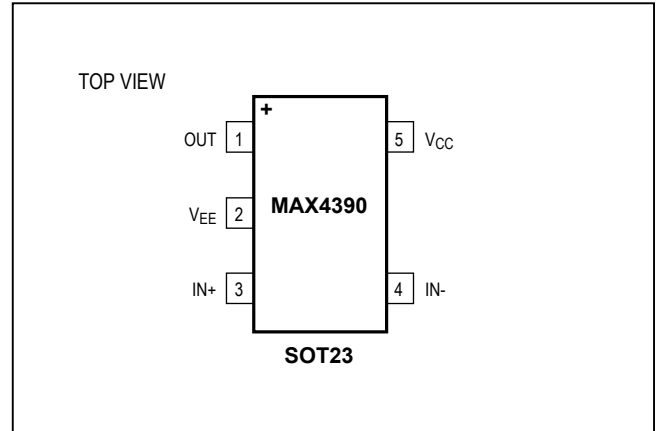 TOP VIEW
+
OUT 1 5 VCC
VEE 2 MAX4390
IN+ 3 4 IN-
SOT23